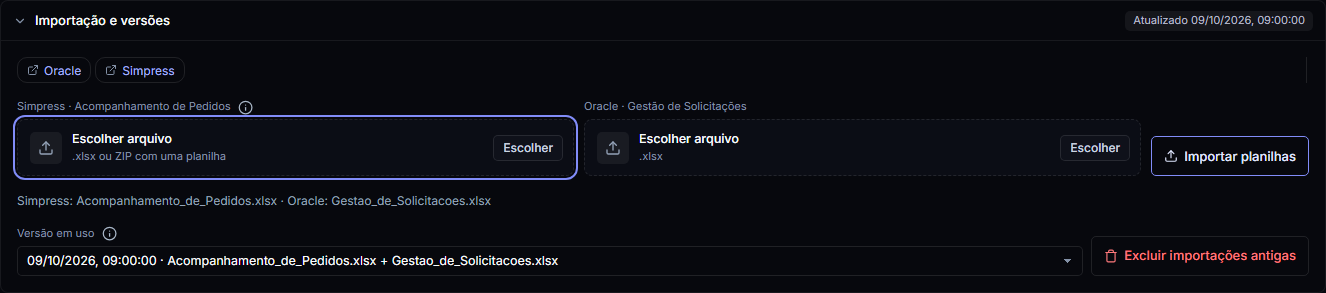 Importação e versões
Atualizado 09/10/2026, 09:00:00
Oracle
Simpress
Simpress · Acompanhamento de Pedidos
Oracle · Gestão de Solicitações
Escolher arquivo
.xlsx ou ZIP com uma planilha
Escolher
Escolher arquivo
.xlsx
Escolher
Importar planilhas
Simpress: Acompanhamento_de_Pedidos.xlsx · Oracle: Gestao_de_Solicitacoes.xlsx
Versão em uso
09/10/2026, 09:00:00 · Acompanhamento_de_Pedidos.xlsx + Gestao_de_Solicitacoes.xlsx
Excluir importações antigas